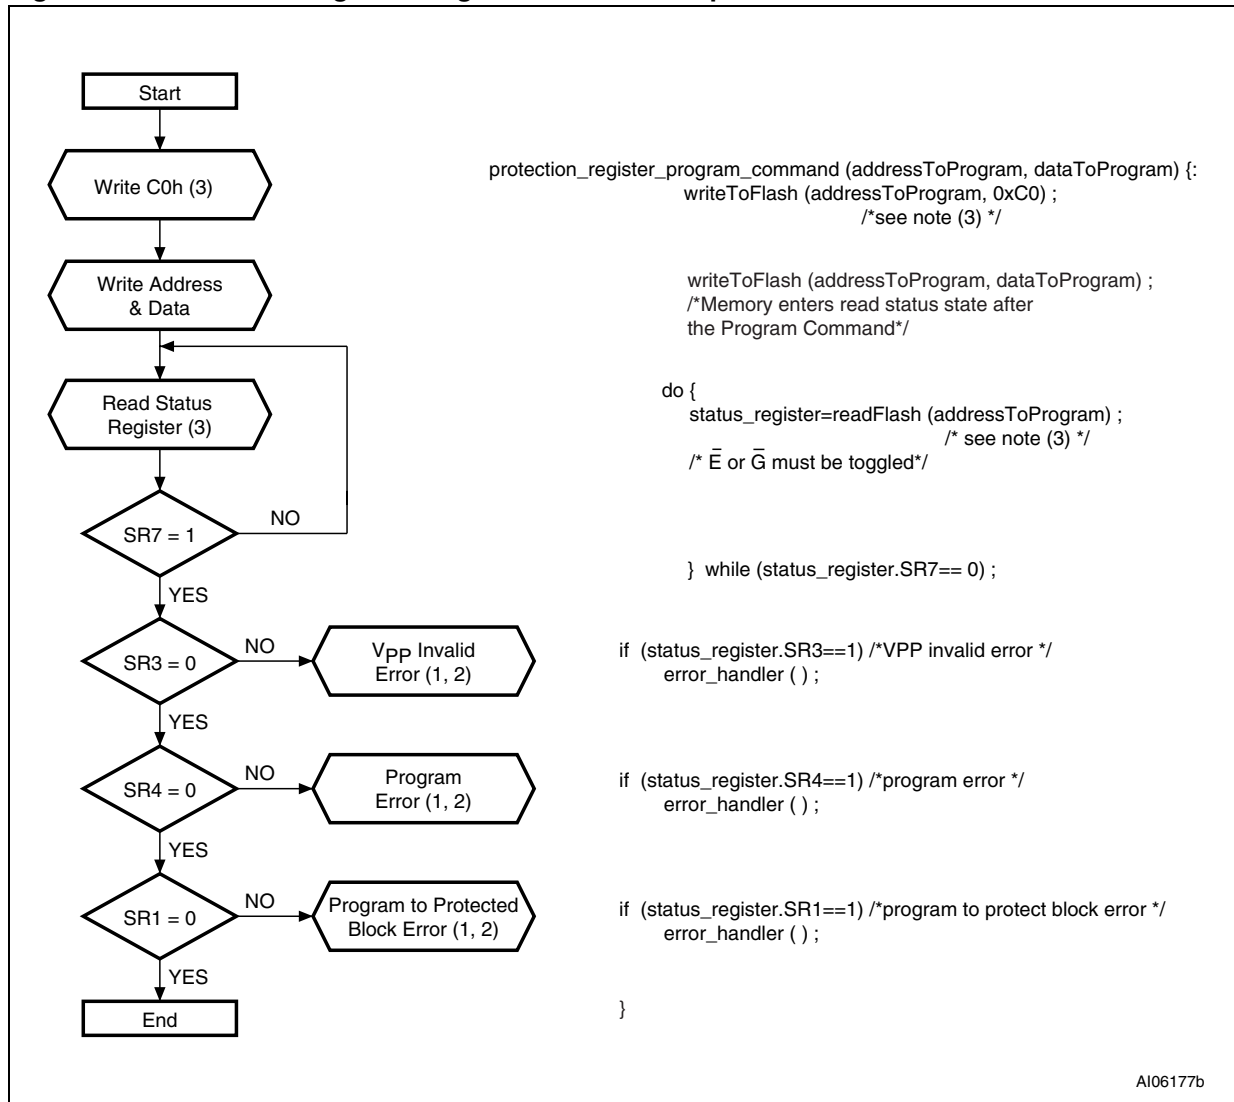 Start
Write C0h (3)
protection_register_program_command (addressToProgram, dataToProgram) {:
writeToFlash (addressToProgram, 0xC0) ;
/*see note (3) */
Write Address
& Data
writeToFlash (addressToProgram, dataToProgram) ;
/*Memory enters read status state after
the Program Command*/
Read Status
Register (3)
do {
status_register=readFlash (addressToProgram) ;
/* see note (3) */
/* E̅ or G̅ must be toggled*/
SR7 = 1
NO
YES
} while (status_register.SR7== 0) ;
SR3 = 0
NO
YES
VPP Invalid
Error (1, 2)
if (status_register.SR3==1) /*VPP invalid error */
error_handler ( ) ;
SR4 = 0
NO
YES
Program
Error (1, 2)
if (status_register.SR4==1) /*program error */
error_handler ( ) ;
SR1 = 0
NO
YES
Program to Protected
Block Error (1, 2)
if (status_register.SR1==1) /*program to protect block error */
error_handler ( ) ;
End
}
AI06177b